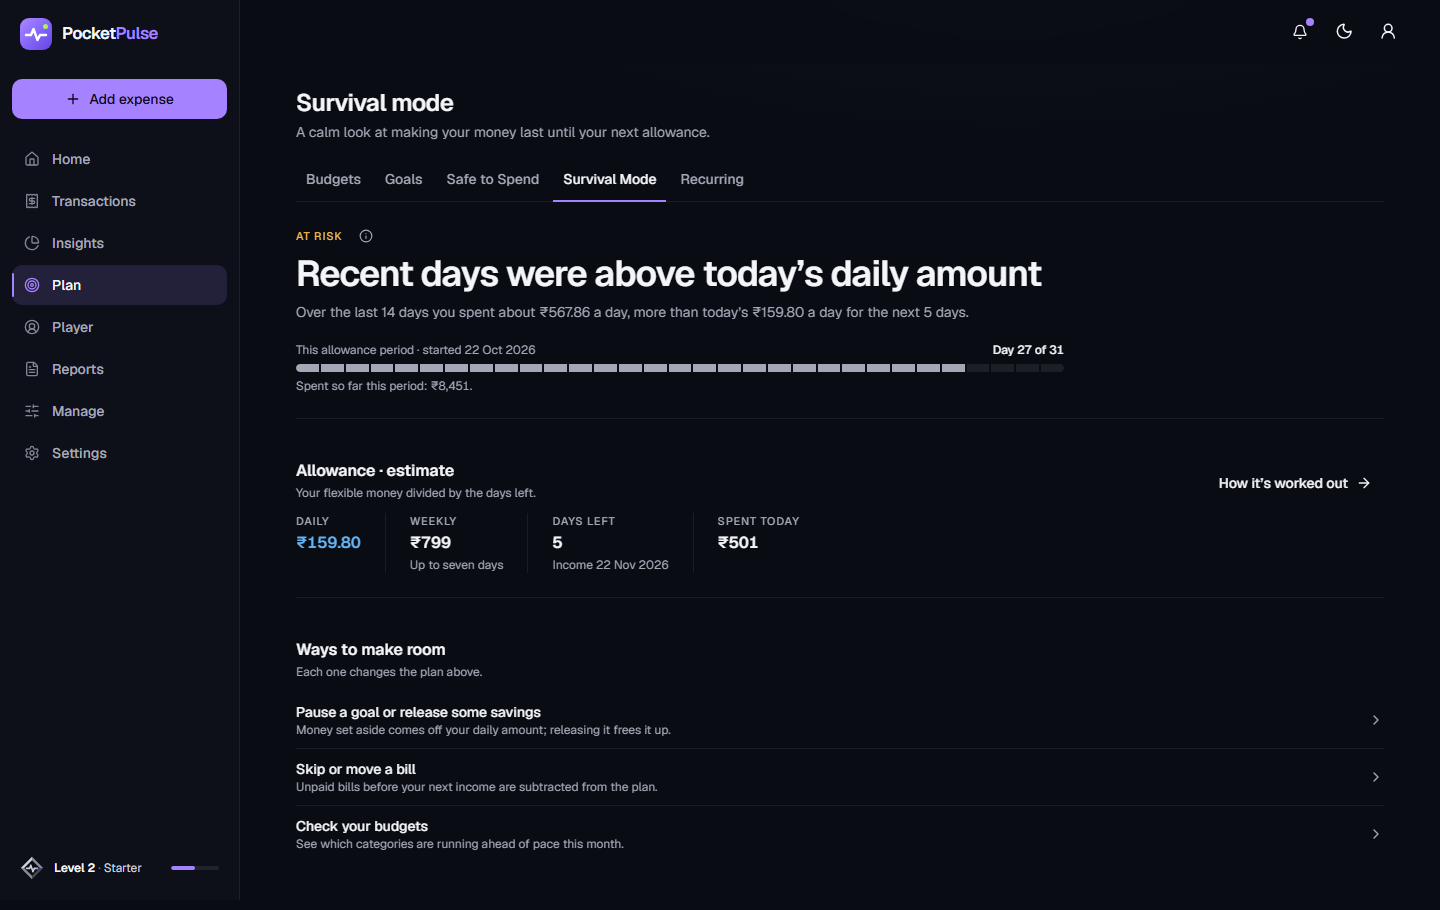 PocketPulse
Add expense
Home
Transactions
Insights
Plan
Player
Reports
Manage
Settings
Level 2 · Starter
Survival mode
A calm look at making your money last until your next allowance.
Budgets Goals Safe to Spend Survival Mode Recurring
AT RISK
Recent days were above today’s daily amount
Over the last 14 days you spent about ₹567.86 a day, more than today’s ₹159.80 a day for the next 5 days.
This allowance period · started 22 Oct 2026 Day 27 of 31
Spent so far this period: ₹8,451.
Allowance · estimate
Your flexible money divided by the days left.
How it’s worked out
DAILY WEEKLY DAYS LEFT SPENT TODAY
₹159.80 ₹799 5 ₹501
Up to seven days Income 22 Nov 2026
Ways to make room
Each one changes the plan above.
Pause a goal or release some savings
Money set aside comes off your daily amount; releasing it frees it up.
Skip or move a bill
Unpaid bills before your next income are subtracted from the plan.
Check your budgets
See which categories are running ahead of pace this month.